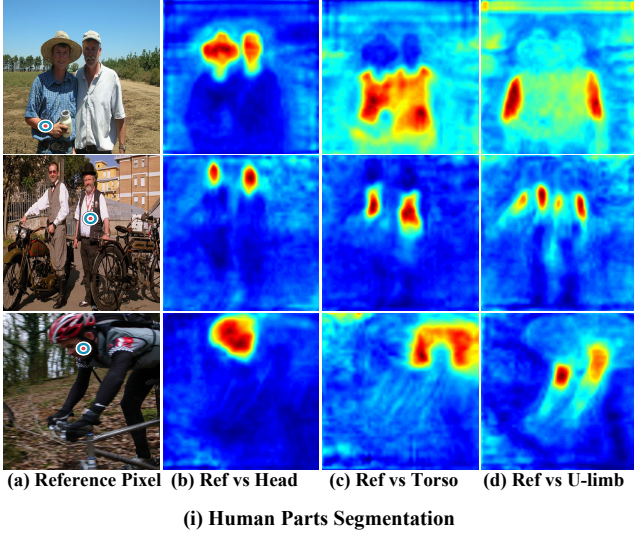 (a) Reference Pixel (b) Ref vs Head (c) Ref vs Torso (d) Ref vs U-limb
(i) Human Parts Segmentation